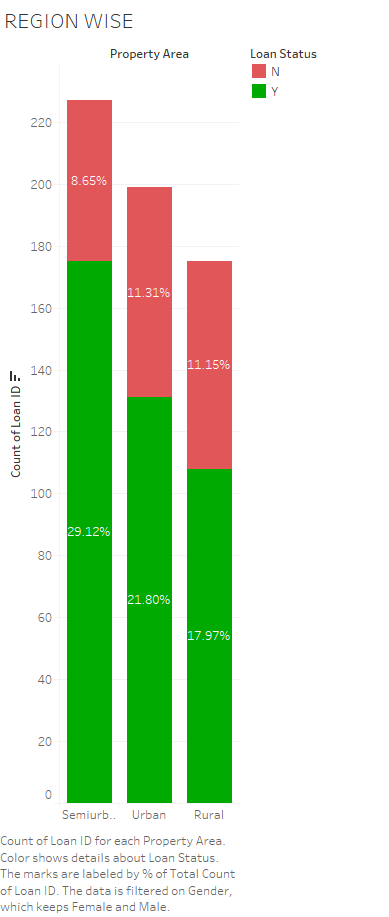 REGION WISE
Property Area
Loan Status
N
Y
220
200
180
160
140
120
100
80
60
40
20
0
Count of Loan ID
8.65%
11.31%
11.15%
29.12%
21.80%
17.97%
Semiurb..
Urban
Rural
Count of Loan ID for each Property Area.
Color shows details about Loan Status.
The marks are labeled by % of Total Count
of Loan ID. The data is filtered on Gender,
which keeps Female and Male.